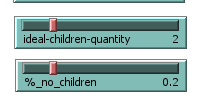 ideal-children-quantity 2
%_no_children 0.2